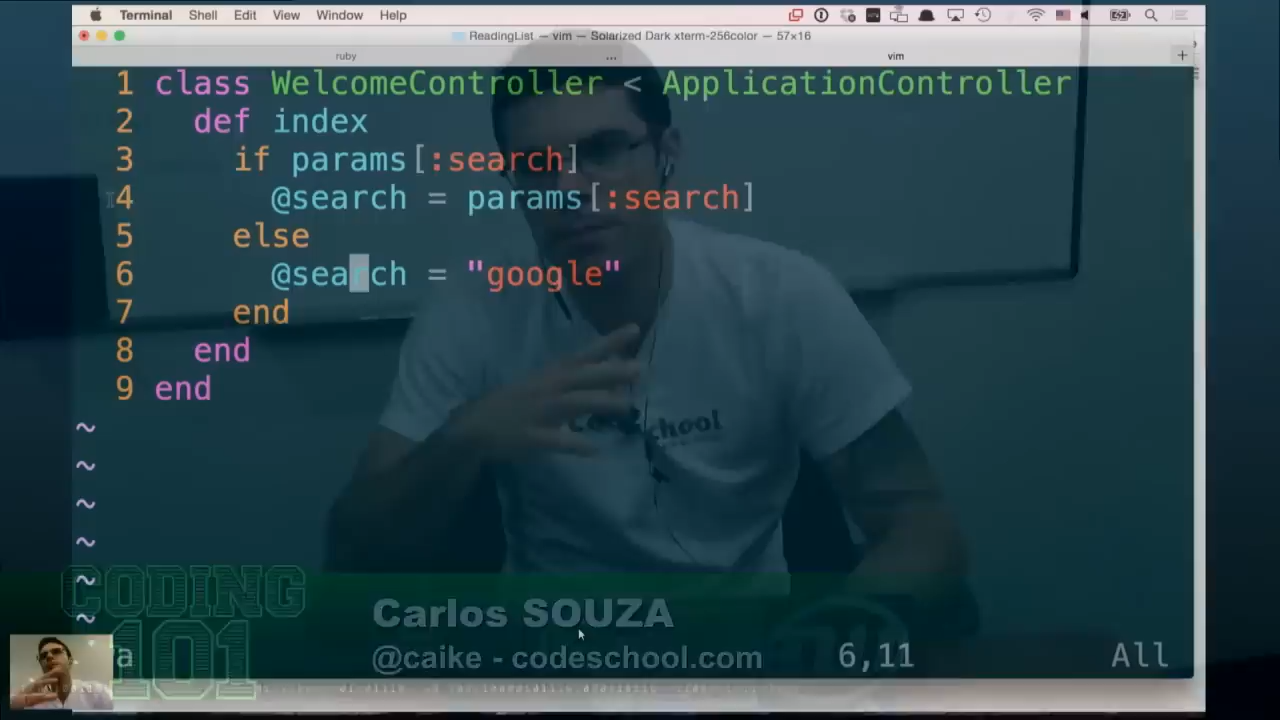 Terminal Shell Edit View Window Help
ReadingList — vim — Solarized Dark xterm-256color — 57×16
ruby ... vim +
1 class WelcomeController < ApplicationController
2 def index
3 if params[:search]
4 @search = params[:search]
5 else
6 @search = "google"
7 end
8 end
9 end
~
~
~
~
~
~
Code School
CODING
101
Carlos SOUZA
@caike - codeschool.com
6,11 All